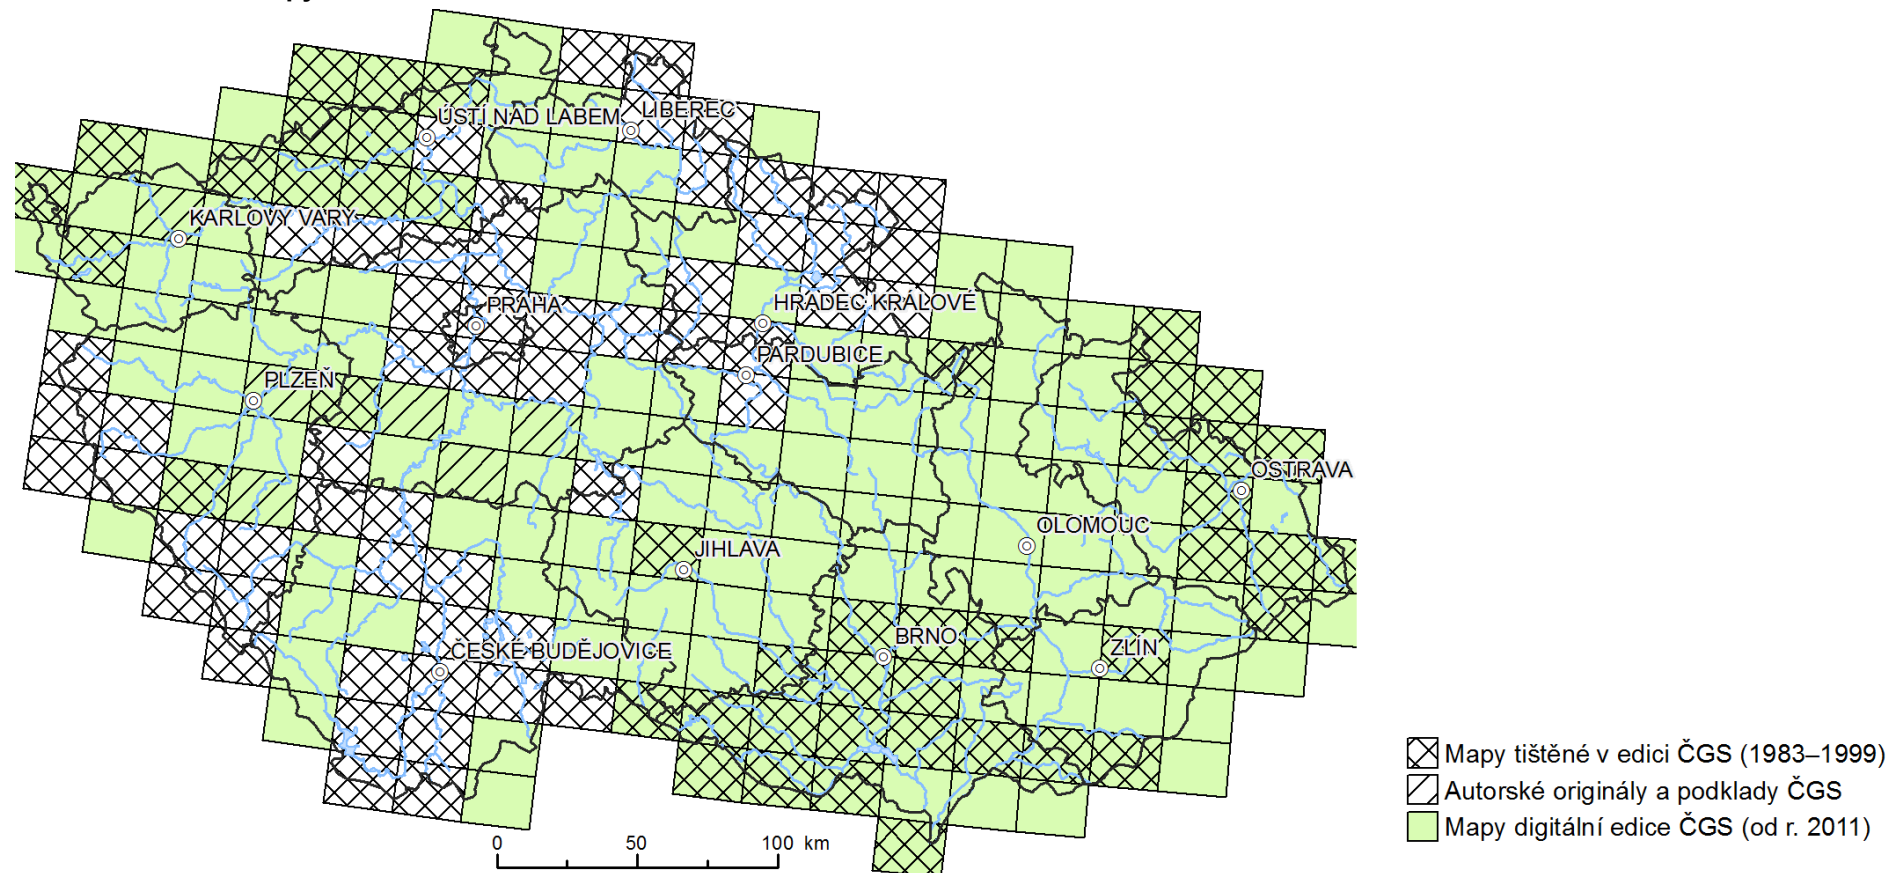 ÚSTÍ NAD LABEM
LIBEREC
KARLOVY VARY
PRAHA
HRADEC KRÁLOVÉ
PARDUBICE
PLZEŇ
OSTRAVA
OLOMOUC
JIHLAVA
BRNO
ZLÍN
ČESKÉ BUDĚJOVICE
Mapy tištěné v edici ČGS (1983–1999)
Autorské originály a podklady ČGS
Mapy digitální edice ČGS (od r. 2011)
0 50 100 km